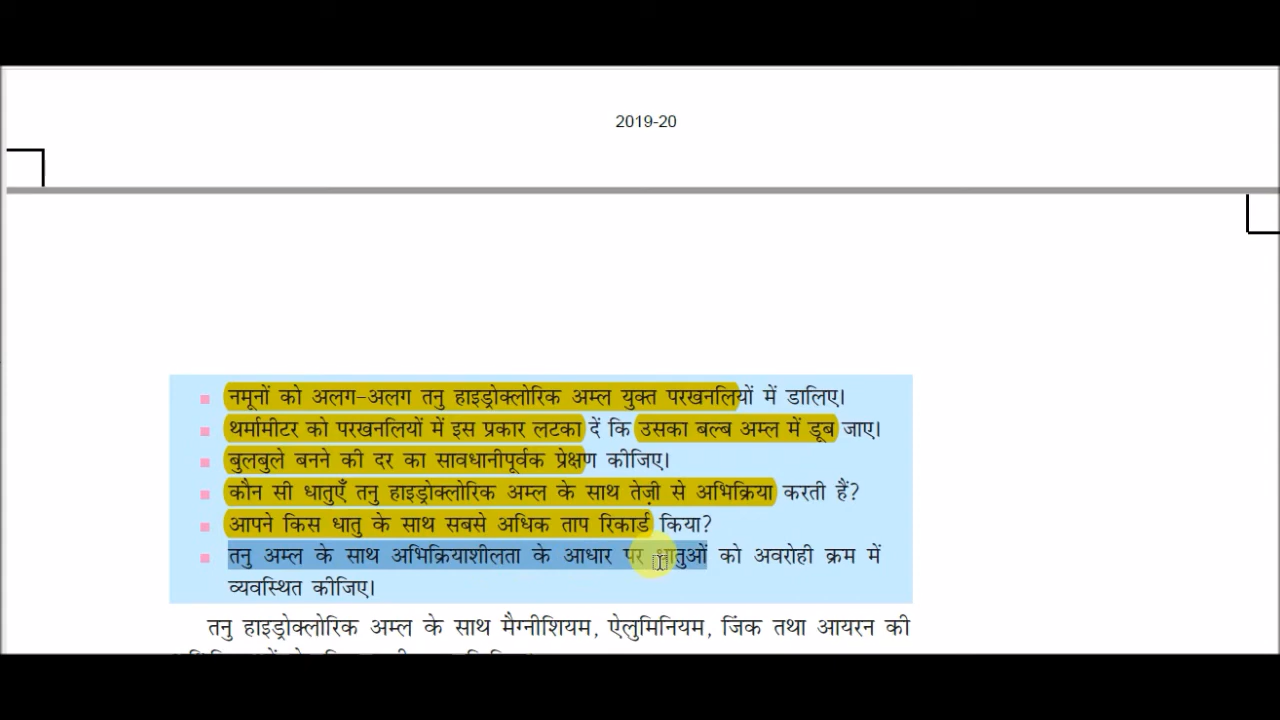 2019-20
नमूनों को अलग-अलग तनु हाइड्रोक्लोरिक अम्ल युक्त परखनलियों में डालिए।
थर्मामीटर को परखनलियों में इस प्रकार लटका दें कि उसका बल्ब अम्ल में डूब जाए।
बुलबुले बनने की दर का सावधानीपूर्वक प्रेक्षण कीजिए।
कौन सी धातुएँ तनु हाइड्रोक्लोरिक अम्ल के साथ तेज़ी से अभिक्रिया करती हैं?
आपने किस धातु के साथ सबसे अधिक ताप रिकार्ड किया?
तनु अम्ल के साथ अभिक्रियाशीलता के आधार पर धातुओं को अवरोही क्रम में
व्यवस्थित कीजिए।
तनु हाइड्रोक्लोरिक अम्ल के साथ मैग्नीशियम, ऐलुमिनियम, जिंक तथा आयरन की